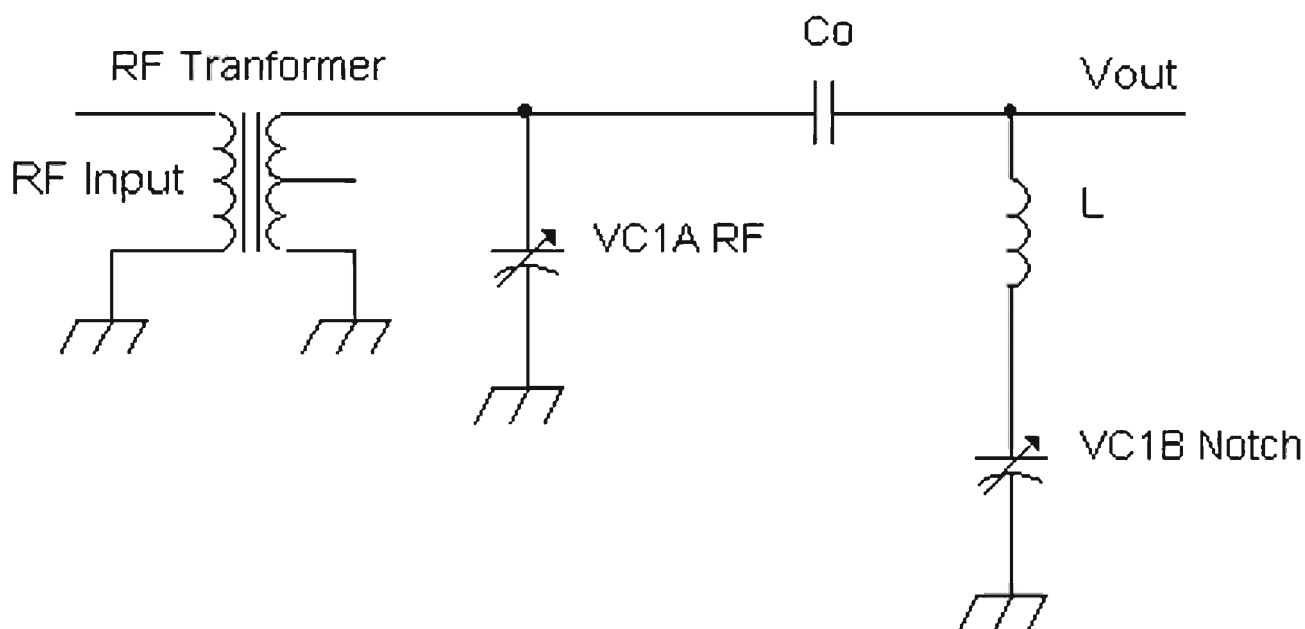 Co
RF Tranformer
Vout
RF Input
L
VC1A RF
VC1B Notch